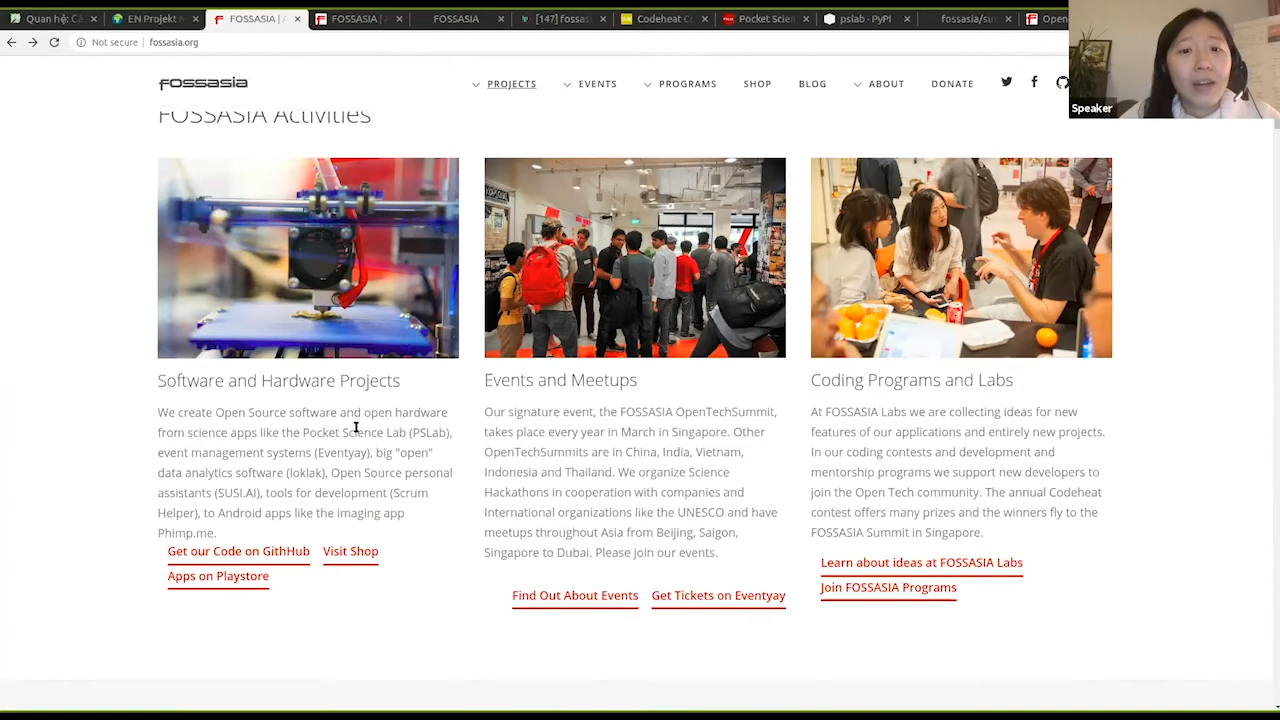 Quan hệ: Câ
EN Projekt M
FOSSASIA | A
FOSSASIA |
FOSSASIA
[147] fossas
Codeheat C
Pocket Scien
pslab - PyPI
fossasia/su
Open
Not secure | fossasia.org
fossasia
PROJECTS
EVENTS
PROGRAMS
SHOP
BLOG
ABOUT
DONATE
Speaker
FOSSASIA Activities
Software and Hardware Projects
We create Open Source software and open hardware
from science apps like the Pocket Science Lab (PSLab),
event management systems (Eventyay), big "open"
data analytics software (loklak), Open Source personal
assistants (SUSI.AI), tools for development (Scrum
Helper), to Android apps like the imaging app
Phimp.me.
Get our Code on GitHub Visit Shop
Apps on Playstore
Events and Meetups
Our signature event, the FOSSASIA OpenTechSummit,
takes place every year in March in Singapore. Other
OpenTechSummits are in China, India, Vietnam,
Indonesia and Thailand. We organize Science
Hackathons in cooperation with companies and
International organizations like the UNESCO and have
meetups throughout Asia from Beijing, Saigon,
Singapore to Dubai. Please join our events.
Find Out About Events Get Tickets on Eventyay
Coding Programs and Labs
At FOSSASIA Labs we are collecting ideas for new
features of our applications and entirely new projects.
In our coding contests and development and
mentorship programs we support new developers to
join the Open Tech community. The annual Codeheat
contest offers many prizes and the winners fly to the
FOSSASIA Summit in Singapore.
Learn about ideas at FOSSASIA Labs
Join FOSSASIA Programs